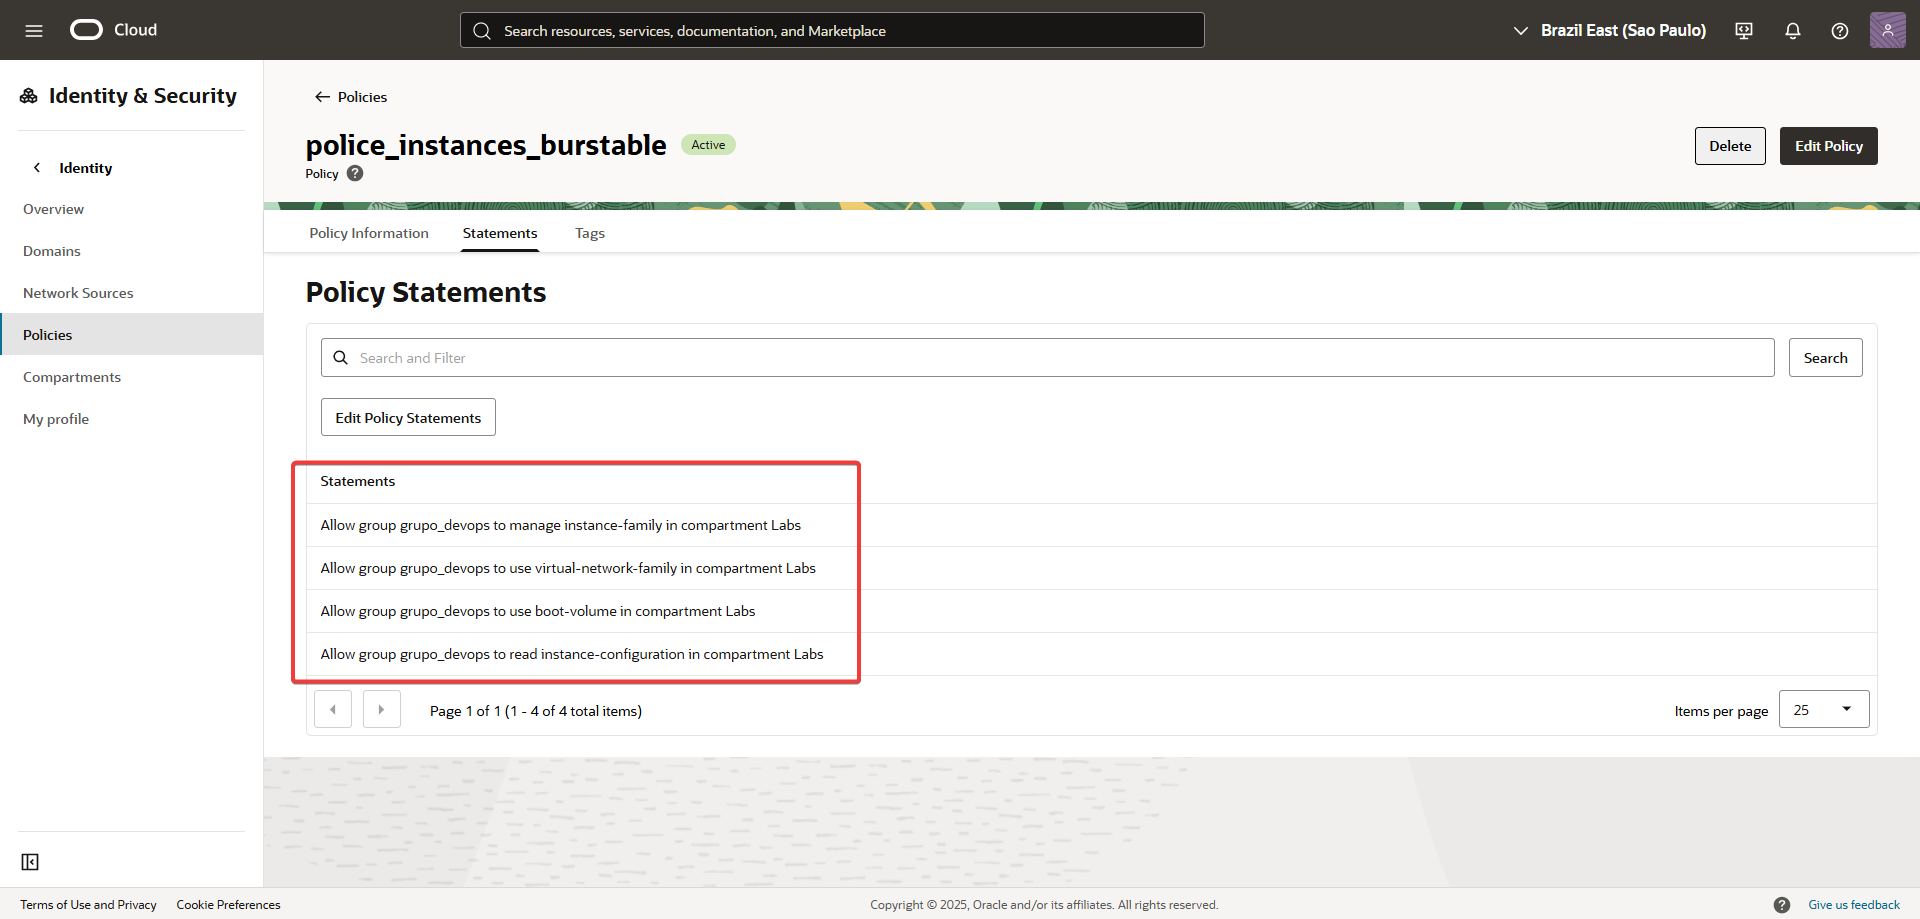 Cloud
Search resources, services, documentation, and Marketplace
Brazil East (Sao Paulo)
Identity & Security
Identity
Overview
Domains
Network Sources
Policies
Compartments
My profile
Policies
police_instances_burstable
Active
Policy
Delete
Edit Policy
Policy Information
Statements
Tags
Policy Statements
Search and Filter
Search
Edit Policy Statements
Statements
Allow group grupo_devops to manage instance-family in compartment Labs
Allow group grupo_devops to use virtual-network-family in compartment Labs
Allow group grupo_devops to use boot-volume in compartment Labs
Allow group grupo_devops to read instance-configuration in compartment Labs
Page 1 of 1 (1 - 4 of 4 total items)
Items per page
25
Terms of Use and Privacy
Cookie Preferences
Copyright © 2025, Oracle and/or its affiliates. All rights reserved.
Give us feedback